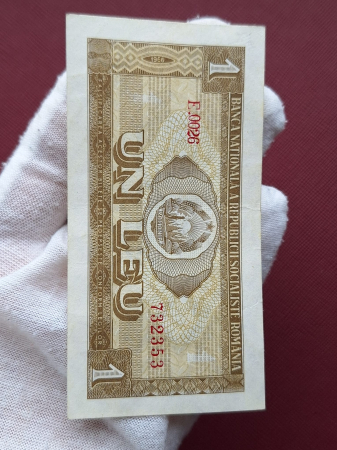 BANCA NAȚIONALĂ A REPUBLICII SOCIALISTE ROMÂNIA
E.0026
732353
UN LEU
1
1
1966